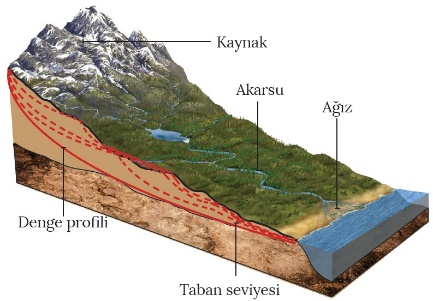 Kaynak
Akarsu
Ağız
Denge profili
Taban seviyesi